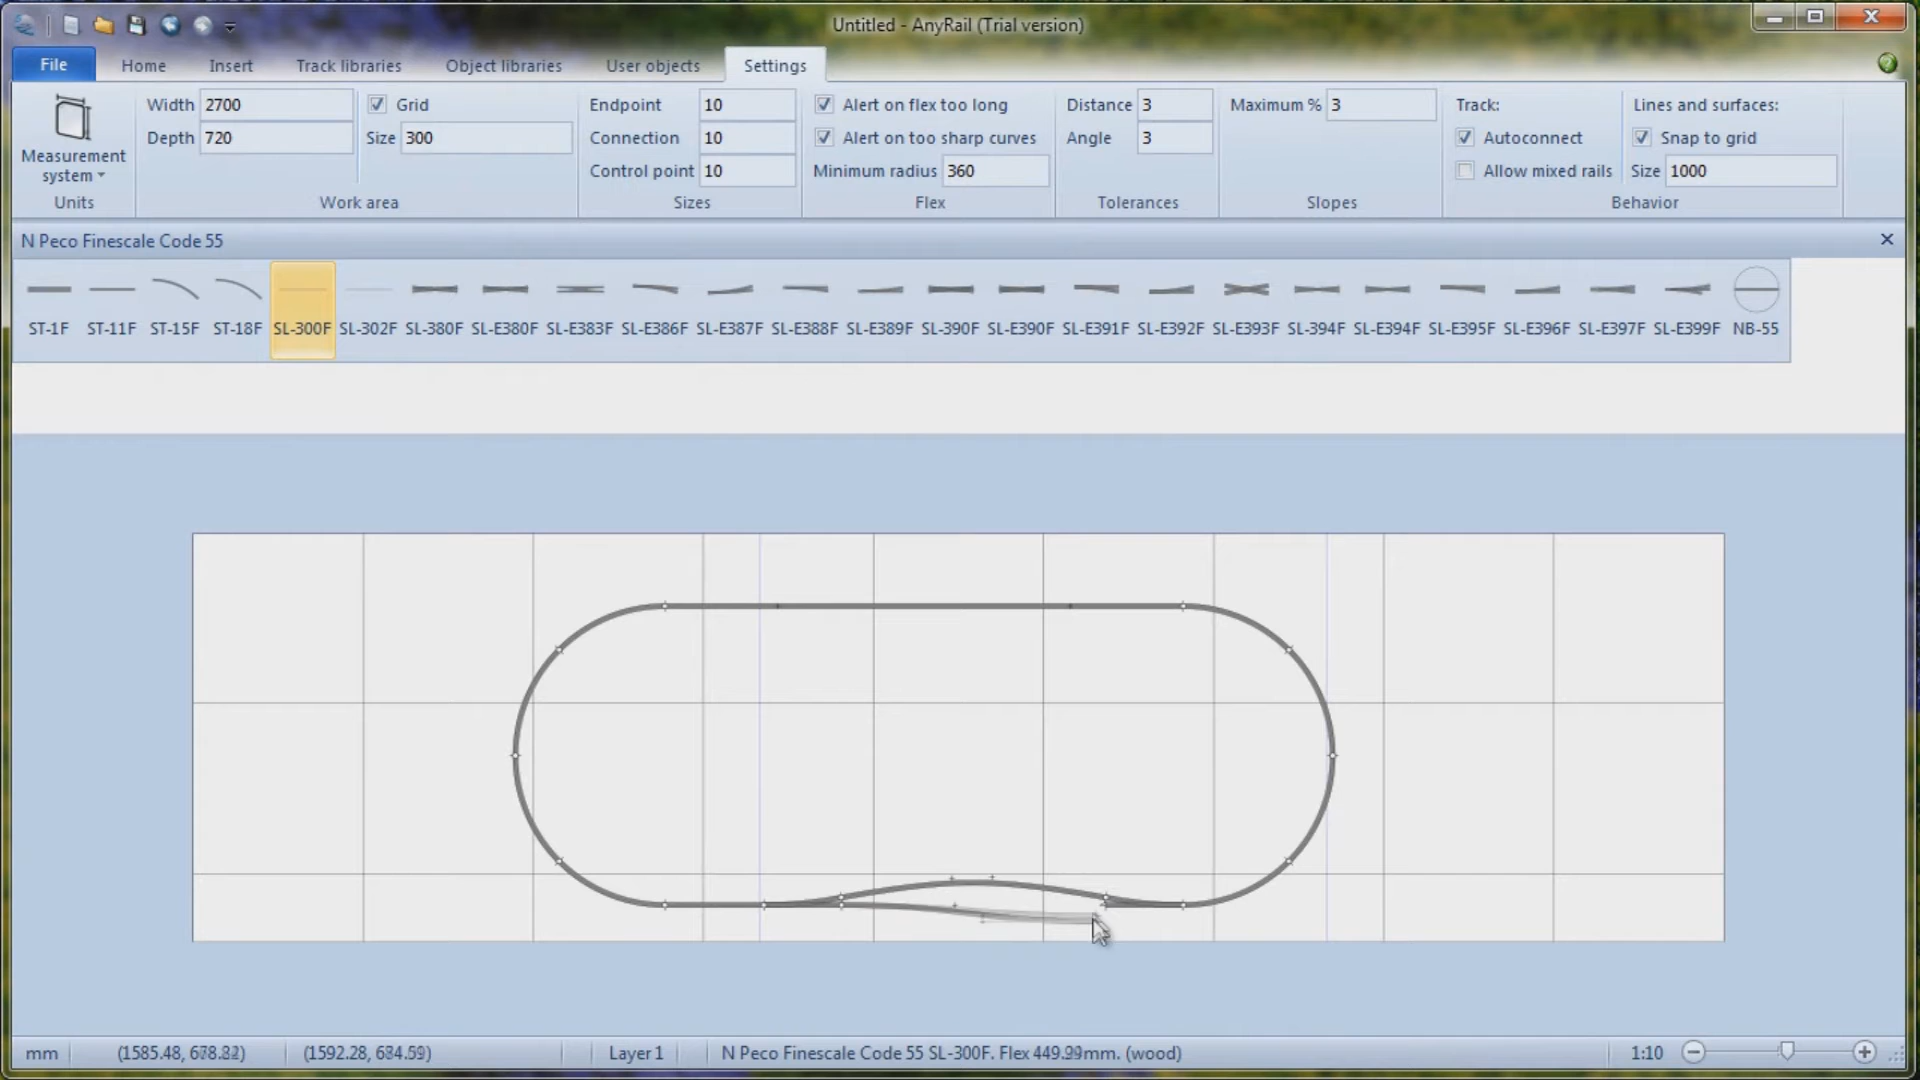 Untitled - AnyRail (Trial version)
File Home Insert Track libraries Object libraries User objects Settings
Width 2700 Grid Endpoint 10 Alert on flex too long Distance 3 Maximum % 3 Track: Lines and surfaces:
Depth 720 Size 300 Connection 10 Alert on too sharp curves Angle 3 Autoconnect Snap to grid
Measurement system Control point 10 Minimum radius 360 Allow mixed rails Size 1000
Units Work area Sizes Flex Tolerances Slopes Behavior
N Peco Finescale Code 55
ST-1F ST-11F ST-15F ST-18F SL-300F SL-302F SL-380F SL-E380F SL-E383F SL-E386F SL-E387F SL-E388F SL-E389F SL-390F SL-E390F SL-E391F SL-E392F SL-E393F SL-394F SL-E394F SL-E395F SL-E396F SL-E397F SL-E399F NB-55
mm (1585.48, ) (1592.28, 684.59) Layer 1 N Peco Finescale Code 55 SL-300F. Flex (wood) 1:10